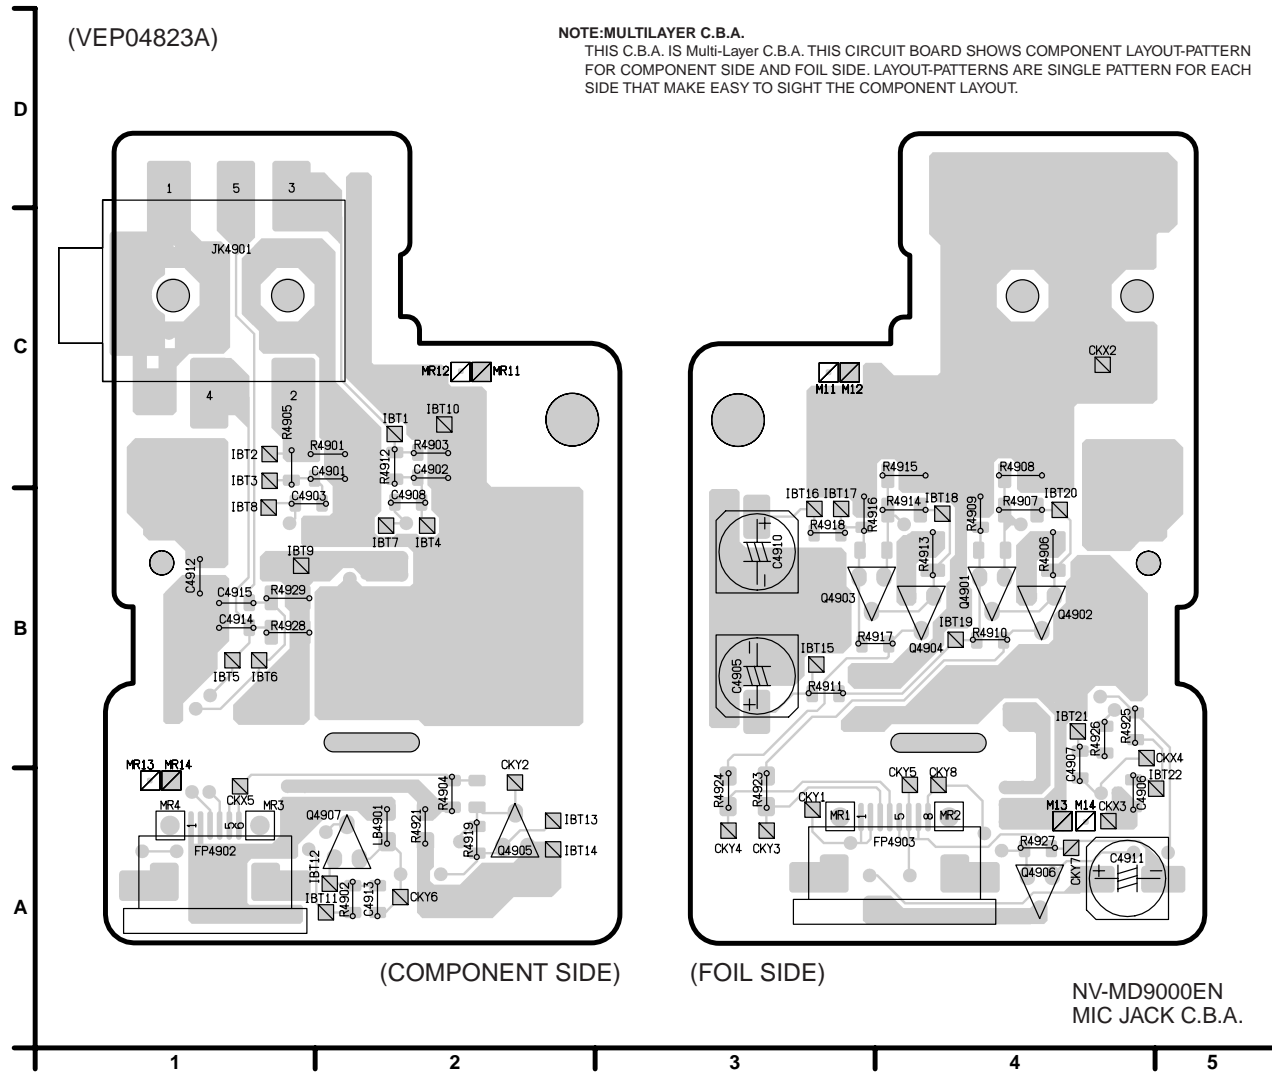 (VEP04823A)
NOTE:MULTILAYER C.B.A.
THIS C.B.A. IS Multi-Layer C.B.A. THIS CIRCUIT BOARD SHOWS COMPONENT LAYOUT-PATTERN
FOR COMPONENT SIDE AND FOIL SIDE. LAYOUT-PATTERNS ARE SINGLE PATTERN FOR EACH
SIDE THAT MAKE EASY TO SIGHT THE COMPONENT LAYOUT.
D
C
B
A
1 5 3
JK4901
4 2
MR12 MR11
IBT10
IBT1
R4905
IBT2
R4901
R4912
R4903
IBT3
C4901
C4902
IBT8
C4903
C4908
IBT7
IBT4
IBT9
C4912
C4915
R4929
C4914
R4928
IBT5
IBT6
MR13 MR14
CKX5
CKY2
R4904
MR4 1 5 6 MR3
Q4907
LB4901
R4921
R4919
Q4905
IBT13
IBT14
FP4902
IBT12
IBT11
R4902
C4913
CKY6
(COMPONENT SIDE)
CKX2
M11 M12
R4915
R4908
IBT16
IBT17
R4916
R4914
IBT18
R4909
R4907
IBT20
C4910
R4918
R4913
R4906
Q4903
Q4901
Q4902
Q4904
IBT19
R4917
R4910
C4905
IBT15
R4911
IBT21
R4926
R4925
C4907
CKX4
R4924
R4923
CKY5
CKY8
C4906
IBT22
CKY1
MR1 1 5 8 MR2
M13 M14
CKX3
CKY4
CKY3
FP4903
R4927
CKY7
C4911
Q4906
(FOIL SIDE)
NV-MD9000EN
MIC JACK C.B.A.
1 2 3 4 5